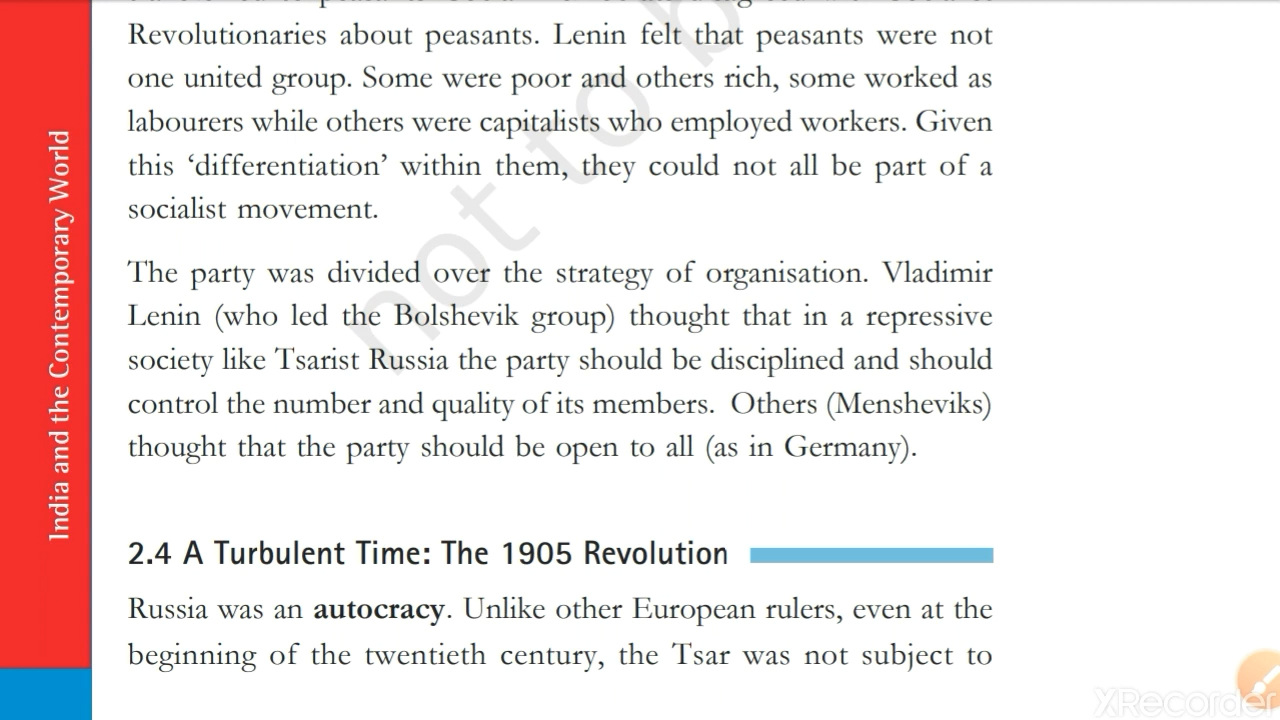 Revolutionaries about peasants. Lenin felt that peasants were not
one united group. Some were poor and others rich, some worked as
labourers while others were capitalists who employed workers. Given
this ‘differentiation’ within them, they could not all be part of a
socialist movement.
The party was divided over the strategy of organisation. Vladimir
Lenin (who led the Bolshevik group) thought that in a repressive
society like Tsarist Russia the party should be disciplined and should
control the number and quality of its members. Others (Mensheviks)
thought that the party should be open to all (as in Germany).
2.4 A Turbulent Time: The 1905 Revolution
Russia was an autocracy. Unlike other European rulers, even at the
beginning of the twentieth century, the Tsar was not subject to
India and the Contemporary World
not to b
XRecorder